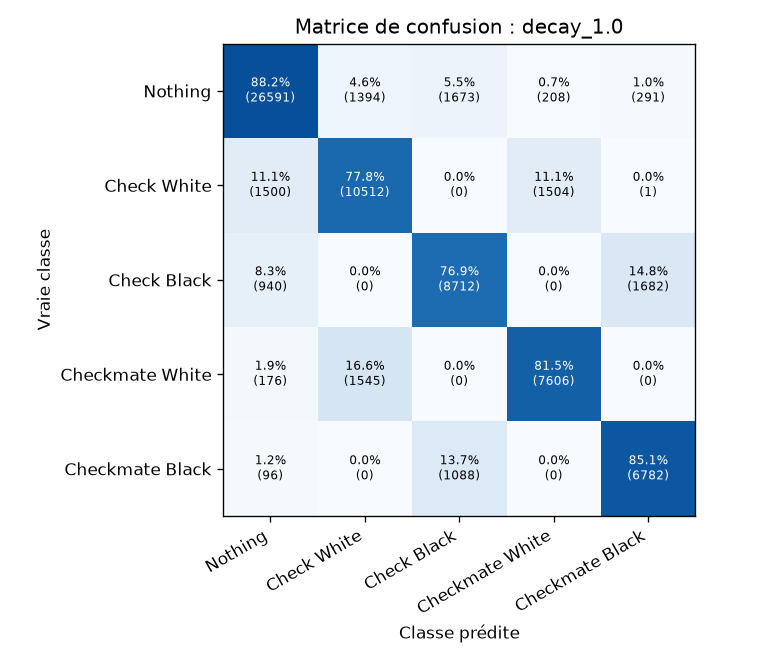 Matrice de confusion : decay_1.0
Nothing
88.2% 4.6% 5.5% 0.7% 1.0%
(26591) (1394) (1673) (208) (291)
Check White
11.1% 77.8% 0.0% 11.1% 0.0%
(1500) (10512) (0) (1504) (1)
Check Black
8.3% 0.0% 76.9% 0.0% 14.8%
(940) (0) (8712) (0) (1682)
Checkmate White
1.9% 16.6% 0.0% 81.5% 0.0%
(176) (1545) (0) (7606) (0)
Checkmate Black
1.2% 0.0% 13.7% 0.0% 85.1%
(96) (0) (1088) (0) (6782)
Vraie classe
Nothing
Check White
Check Black
Checkmate White
Checkmate Black
Classe prédite